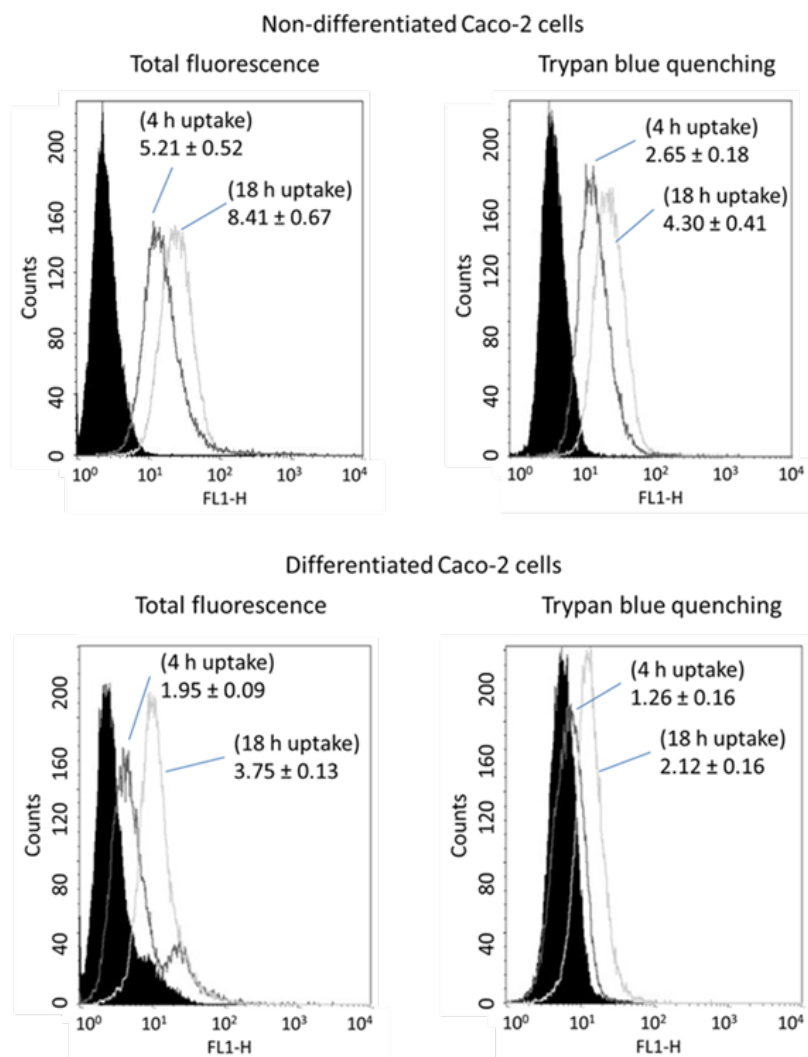 Non-differentiated Caco-2 cells
Total fluorescence
Trypan blue quenching
(4 h uptake)
5.21 ± 0.52
(18 h uptake)
8.41 ± 0.67
Counts
200
160
120
80
40
0
10⁰ 10¹ 10² 10³ 10⁴
FL1-H
(4 h uptake)
2.65 ± 0.18
(18 h uptake)
4.30 ± 0.41
Counts
200
160
120
80
40
0
10⁰ 10¹ 10² 10³ 10⁴
FL1-H
Differentiated Caco-2 cells
Total fluorescence
Trypan blue quenching
(4 h uptake)
1.95 ± 0.09
(18 h uptake)
3.75 ± 0.13
Counts
200
160
120
80
40
0
10⁰ 10¹ 10² 10³ 10⁴
FL1-H
(4 h uptake)
1.26 ± 0.16
(18 h uptake)
2.12 ± 0.16
Counts
200
160
120
80
40
0
10⁰ 10¹ 10² 10³ 10⁴
FL1-H